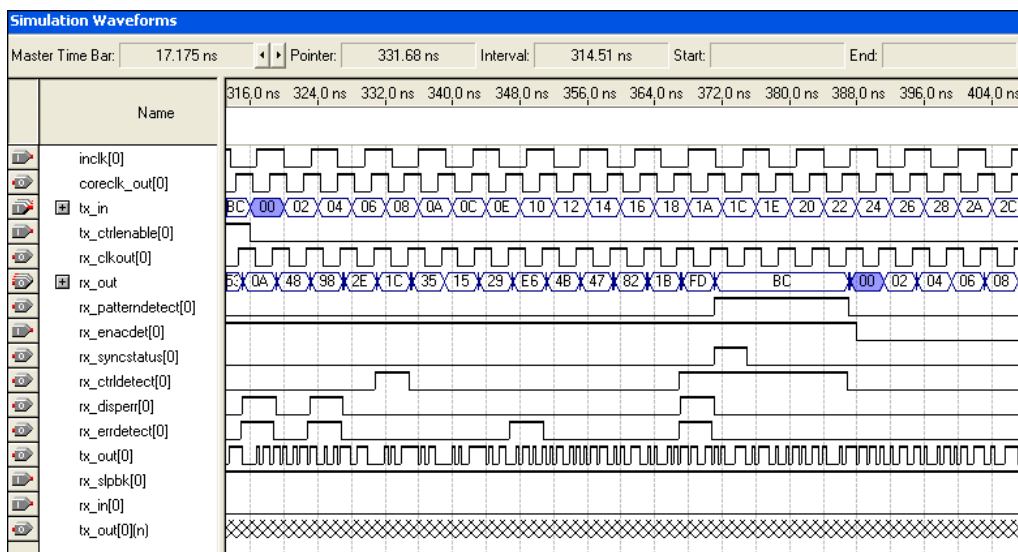 Simulation Waveforms
Master Time Bar: 17.175 ns Pointer: 331.68 ns Interval: 314.51 ns Start: End:
Name
316.0 ns 324.0 ns 332.0 ns 340.0 ns 348.0 ns 356.0 ns 364.0 ns 372.0 ns 380.0 ns 388.0 ns 396.0 ns 404.0 ns
inclk[0]
coreclk_out[0]
tx_in BC 00 02 04 06 08 0A 0C 0E 10 12 14 16 18 1A 1C 1E 20 22 24 26 28 2A 2C
tx_ctrlenable[0]
rx_clkout[0]
rx_out 53 0A 48 98 2E 1C 35 15 29 E6 4B 47 82 1B FD BC 00 02 04 06 08
rx_patterndetect[0]
rx_enacdet[0]
rx_syncstatus[0]
rx_ctrldetect[0]
rx_disperr[0]
rx_errdetect[0]
tx_out[0]
rx_slpbk[0]
rx_in[0]
tx_out[0](n)